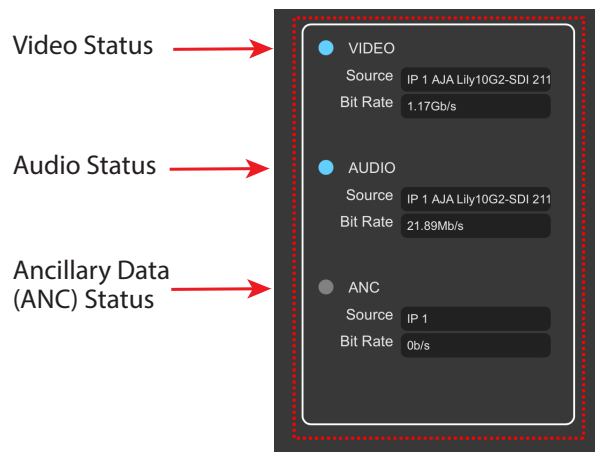 Video Status
VIDEO
Source IP 1 AJA Lily10G2-SDI 211
Bit Rate 1.17Gb/s
Audio Status
AUDIO
Source IP 1 AJA Lily10G2-SDI 211
Bit Rate 21.89Mb/s
Ancillary Data
(ANC) Status
ANC
Source IP 1
Bit Rate 0b/s